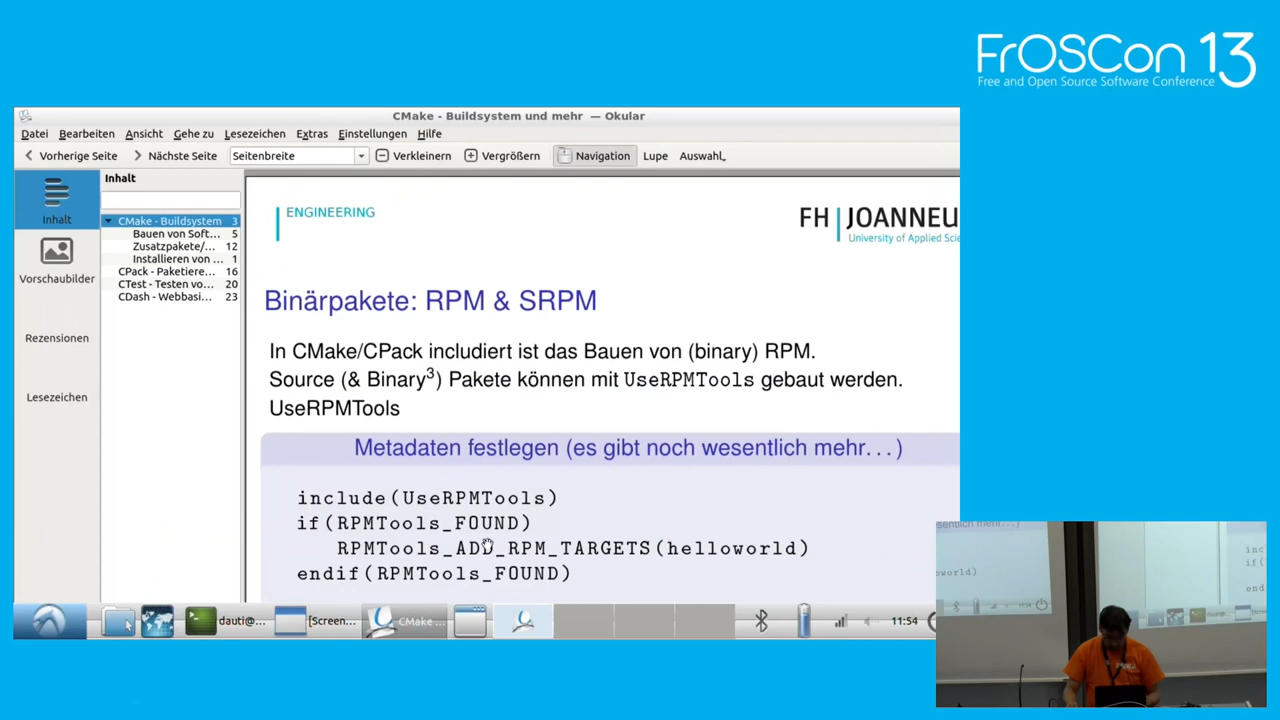 FrOSCon 13
Free and Open Source Software Conference
CMake - Buildsystem und mehr — Okular
Datei Bearbeiten Ansicht Gehe zu Lesezeichen Extras Einstellungen Hilfe
Vorherige Seite Nächste Seite Seitenbreite Verkleinern Vergrößern Navigation Lupe Auswahl
Inhalt
Inhalt
Vorschaubilder
Rezensionen
Lesezeichen
CMake - Buildsystem 3
Bauen von Soft... 5
Zusatzpakete/... 12
Installieren von ... 1
CPack - Paketiere... 16
CTest - Testen vo... 20
CDash - Webbasi... 23
ENGINEERING
FH JOANNEU
University of Applied Scie
Binärpakete: RPM & SRPM
In CMake/CPack includiert ist das Bauen von (binary) RPM.
Source (& Binary3) Pakete können mit UseRPMTools gebaut werden.
UseRPMTools
Metadaten festlegen (es gibt noch wesentlich mehr...)
include(UseRPMTools)
if(RPMTools_FOUND)
RPMTools_ADD_RPM_TARGETS(helloworld)
endif(RPMTools_FOUND)
dauti@... [Screen... CMake ... 11:54